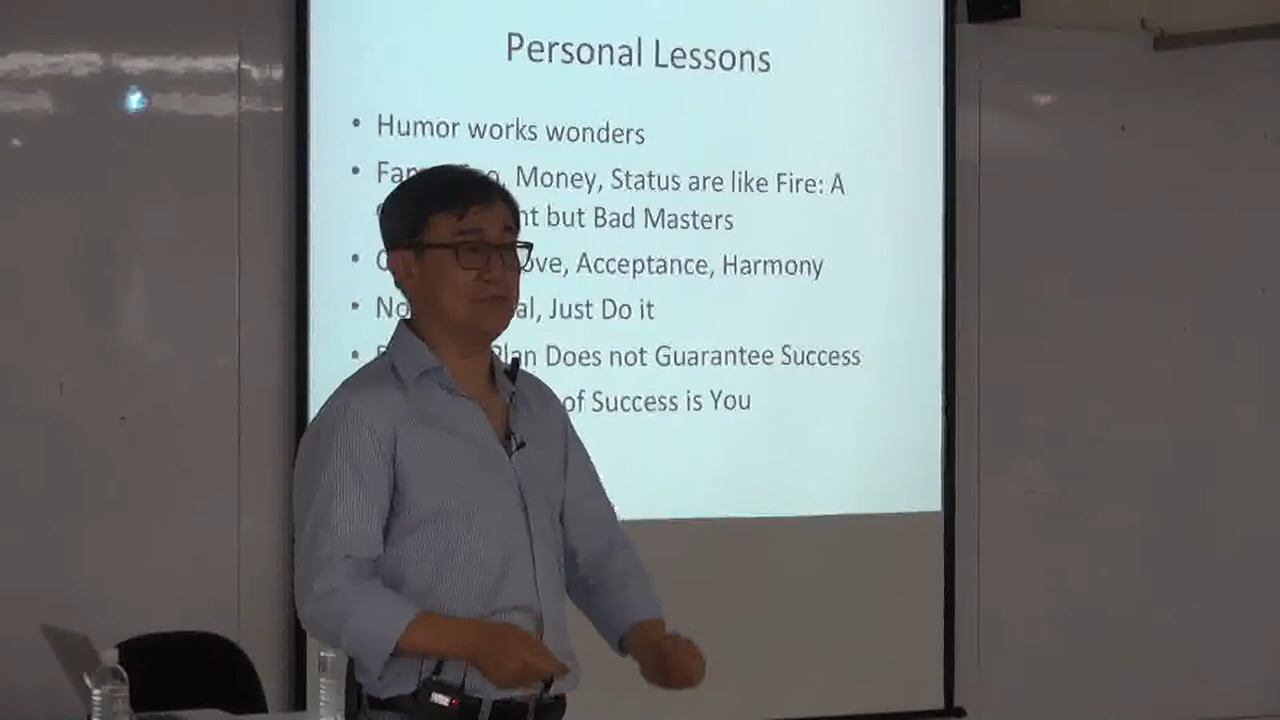 Personal Lessons
• Humor works wonders
• Money, Status are like Fire: A
but Bad Masters
• Acceptance, Harmony
• Just Do it
• Plan Does not Guarantee Success
of Success is You